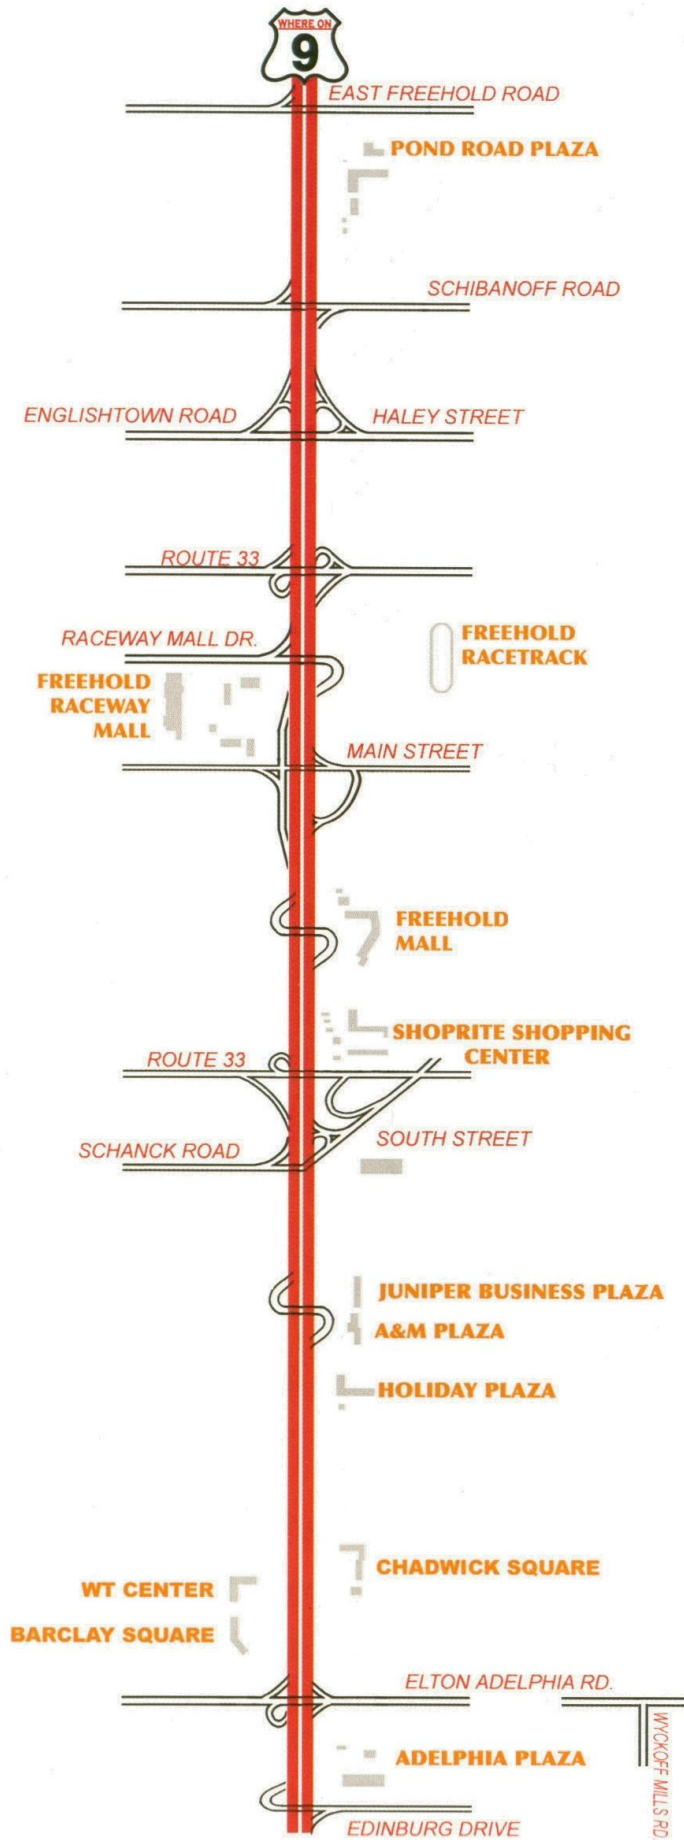 WHERE ON
9
EAST FREEHOLD ROAD
POND ROAD PLAZA
SCHIBANOFF ROAD
ENGLISHTOWN ROAD
HALEY STREET
ROUTE 33
RACEWAY MALL DR.
FREEHOLD
RACETRACK
FREEHOLD
RACEWAY
MALL
MAIN STREET
FREEHOLD
MALL
SHOPRITE SHOPPING
CENTER
ROUTE 33
SCHANCK ROAD
SOUTH STREET
JUNIPER BUSINESS PLAZA
A&M PLAZA
HOLIDAY PLAZA
CHADWICK SQUARE
WT CENTER
BARCLAY SQUARE
ELTON ADELPHIA RD.
WYCKOFF MILLS RD
ADELPHIA PLAZA
EDINBURG DRIVE